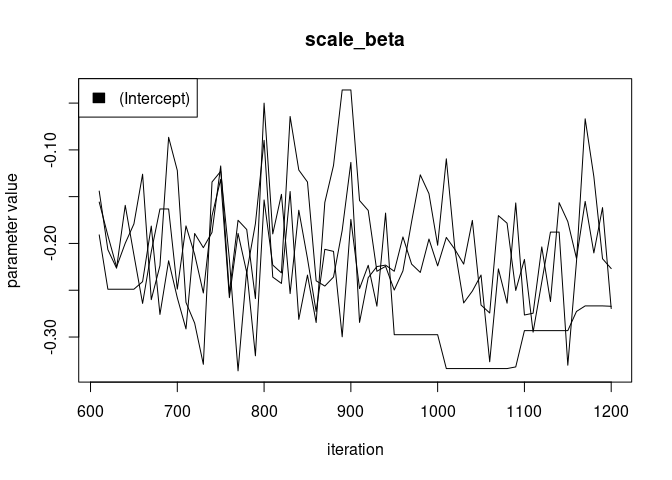 scale_beta
(Intercept)
parameter value
-0.10
-0.20
-0.30
600 700 800 900 1000 1100 1200
iteration